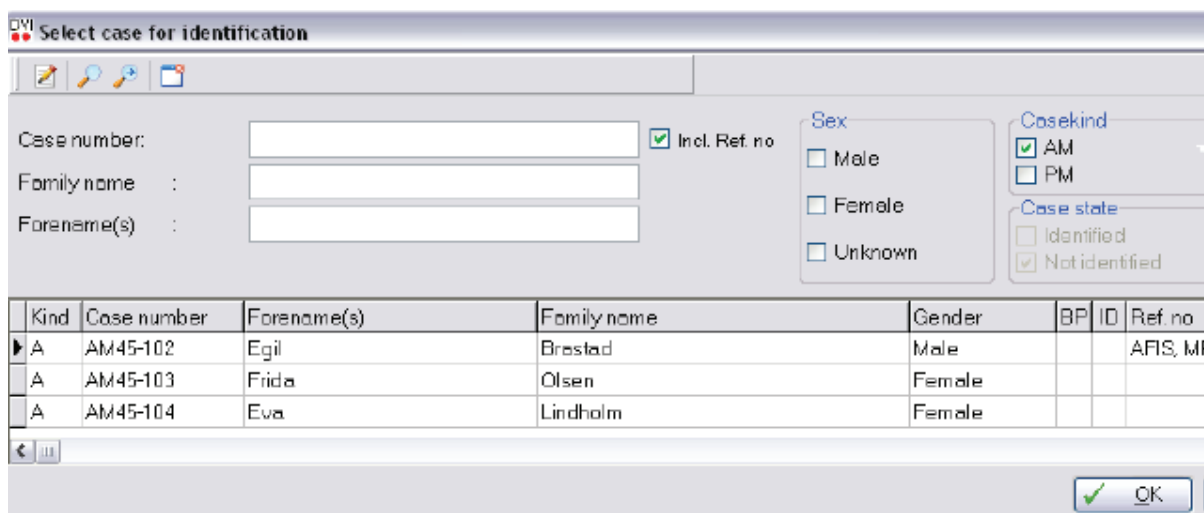 DVI Select case for identification
Case number:
Incl. Ref. no
Family name :
Forename(s) :
Sex
Male
Female
Unknown
Casekind
AM
PM
Case state
Identified
Not identified
Kind Case number Forename(s) Family name Gender BP ID Ref. no
A AM45-102 Egil Brastad Male AFIS,
A AM45-103 Frida Olsen Female
A AM45-104 Eva Lindholm Female
OK